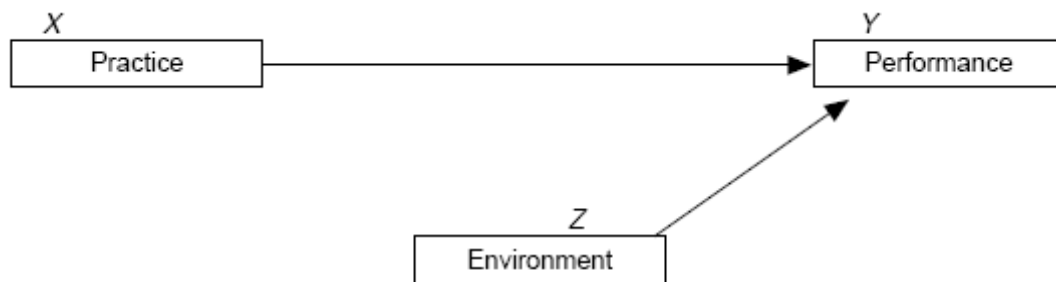 X
Practice
Y
Performance
Z
Environment